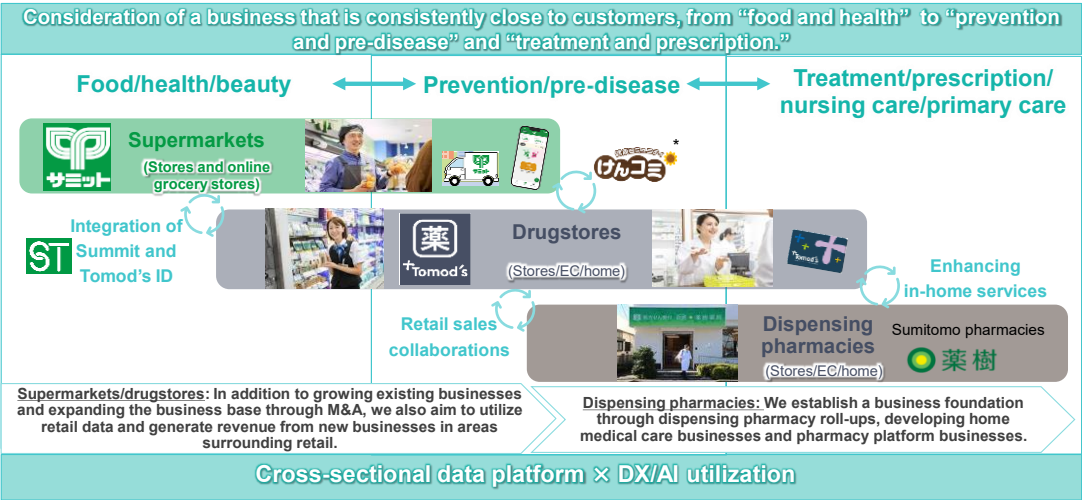 Consideration of a business that is consistently close to customers, from “food and health” to “prevention
and pre-disease” and “treatment and prescription.”
Food/health/beauty
Prevention/pre-disease
Treatment/prescription/
nursing care/primary care
サミット
Supermarkets
(Stores and online
grocery stores)
けんコミ
*
Integration of
Summit and
Tomod’s ID
ST
薬
Tomod's
Drugstores
(Stores/EC/home)
Tomod's
Enhancing
in-home services
Retail sales
collaborations
Dispensing
pharmacies
(Stores/EC/home)
Sumitomo pharmacies
薬樹
Supermarkets/drugstores: In addition to growing existing businesses
and expanding the business base through M&A, we also aim to utilize
retail data and generate revenue from new businesses in areas
surrounding retail.
Dispensing pharmacies: We establish a business foundation
through dispensing pharmacy roll-ups, developing home
medical care businesses and pharmacy platform businesses.
Cross-sectional data platform × DX/AI utilization